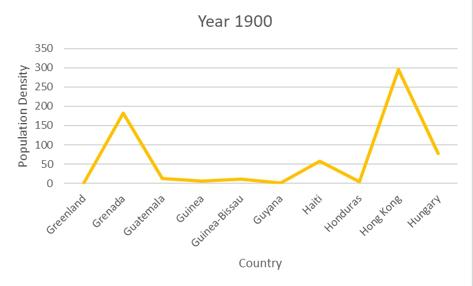 Year 1900
Population Density
350
300
250
200
150
100
50
0
Greenland
Grenada
Guatemala
Guinea
Guinea-Bissau
Guyana
Haiti
Honduras
Hong Kong
Hungary
Country